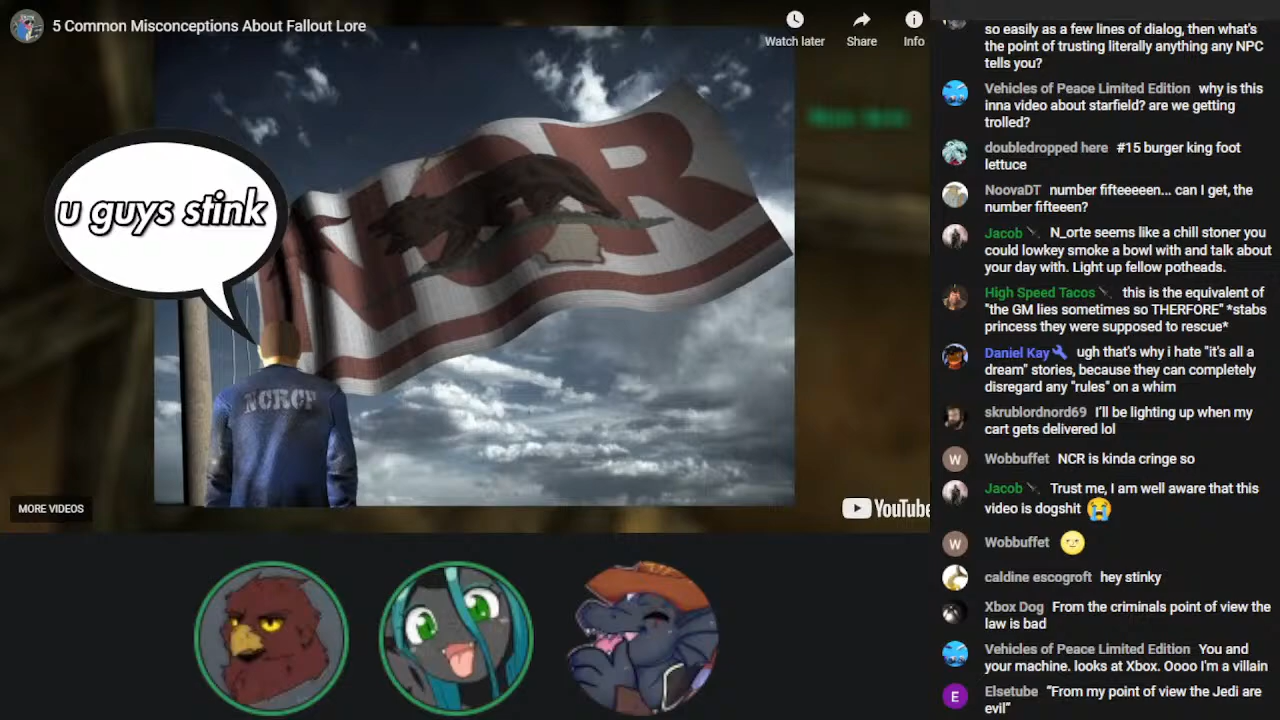 5 Common Misconceptions About Fallout Lore
Watch later
Share
Info
u guys stink
NCR
NCRCF
MORE VIDEOS
YouTube
so easily as a few lines of dialog, then what's
the point of trusting literally anything any NPC
tells you?
Vehicles of Peace Limited Edition why is this
inna video about starfield? are we getting
trolled?
doubledropped here #15 burger king foot
lettuce
NoovaDT number fifteeeeen... can I get, the
number fifteeen?
Jacob N_orte seems like a chill stoner you
could lowkey smoke a bowl with and talk about
your day with. Light up fellow potheads.
High Speed Tacos this is the equivalent of
"the GM lies sometimes so THERFORE" *stabs
princess they were supposed to rescue*
Daniel Kay ugh that's why i hate "it's all a
dream" stories, because they can completely
disregard any "rules" on a whim
skrublordnord69 I'll be lighting up when my
cart gets delivered lol
W
Wobbuffet NCR is kinda cringe so
Jacob Trust me, I am well aware that this
video is dogshit 😭
W
Wobbuffet 🌝
caldine escogroft hey stinky
Xbox Dog From the criminals point of view the
law is bad
Vehicles of Peace Limited Edition You and
your machine. looks at Xbox. Oooo I'm a villain
E
Elsetube "From my point of view the Jedi are
evil"